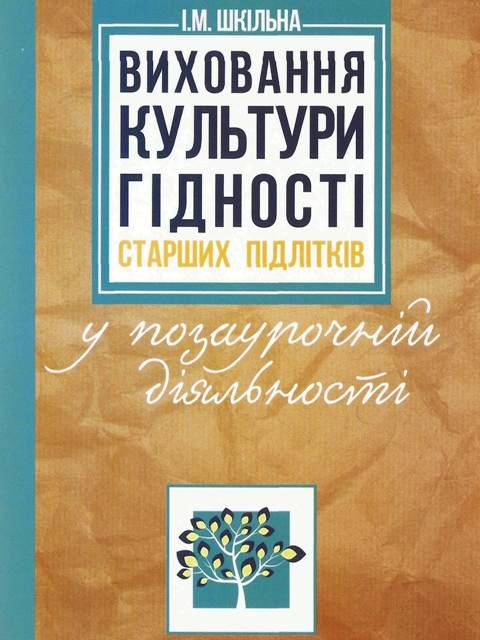 І.М. ШКІЛЬНА
ВИХОВАННЯ
КУЛЬТУРИ
ГІДНОСТІ
СТАРШИХ ПІДЛІТКІВ
у позаурочній
діяльності